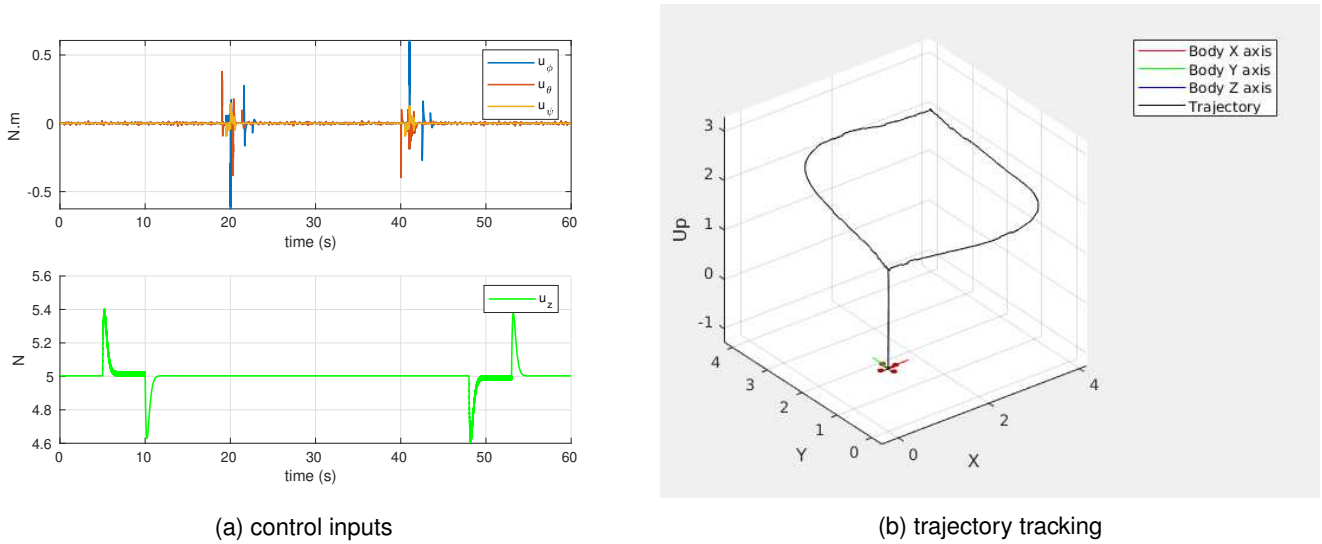 0.5
0
-0.5
N.m
u_ϕ
u_θ
u_ψ
0 10 20 30 40 50 60
time (s)
5.6
5.4
5.2
5
4.8
4.6
N
u_z
0 10 20 30 40 50 60
time (s)
(a) control inputs
Body X axis
Body Y axis
Body Z axis
Trajectory
3
2
1
0
-1
Up
4
3
2
1
0
Y
0
2
4
X
(b) trajectory tracking